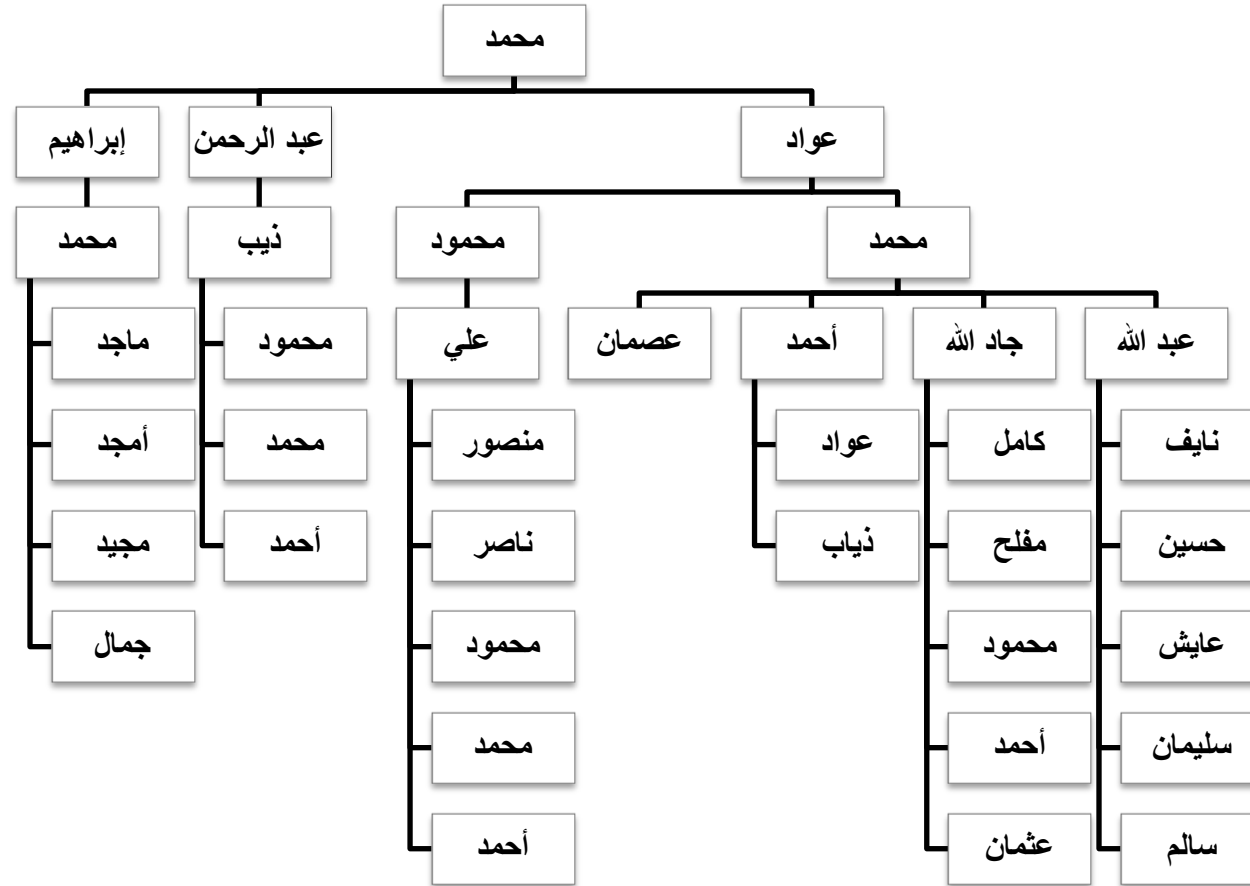 محمد
عواد
عبد الرحمن
إبراهيم
محمد
محمود
ذيب
محمد
عبد الله
جاد الله
أحمد
عصمان
علي
محمود
ماجد
نايف
كامل
عواد
منصور
محمد
أمجد
حسين
مفلح
ذياب
ناصر
أحمد
مجيد
عايش
محمود
محمود
جمال
سليمان
أحمد
محمد
سالم
عثمان
أحمد